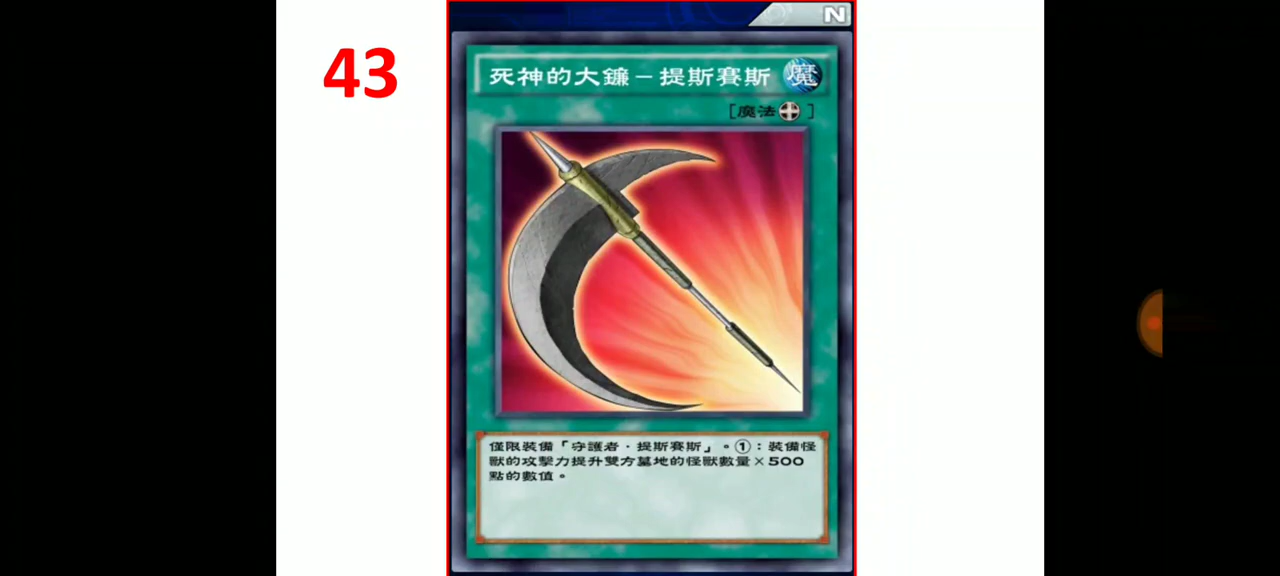 43
N
死神的大鐮－提斯賽斯 魔
[魔法]
僅限裝備「守護者·提斯賽斯」。①：裝備怪
獸的攻擊力提升雙方墓地的怪獸數量×500
點的數值。